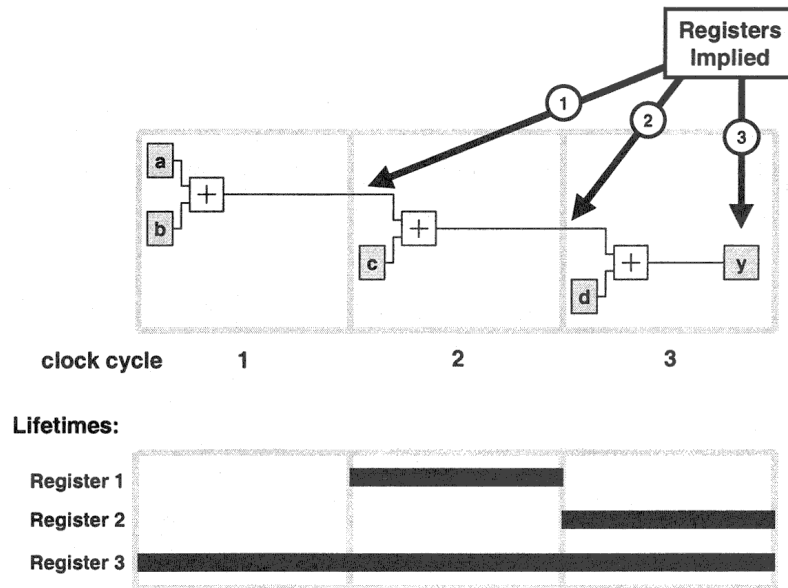 Registers
Implied
1
2
3
a
+
b
+
c
+
y
d
clock cycle 1 2 3
Lifetimes:
Register 1
Register 2
Register 3